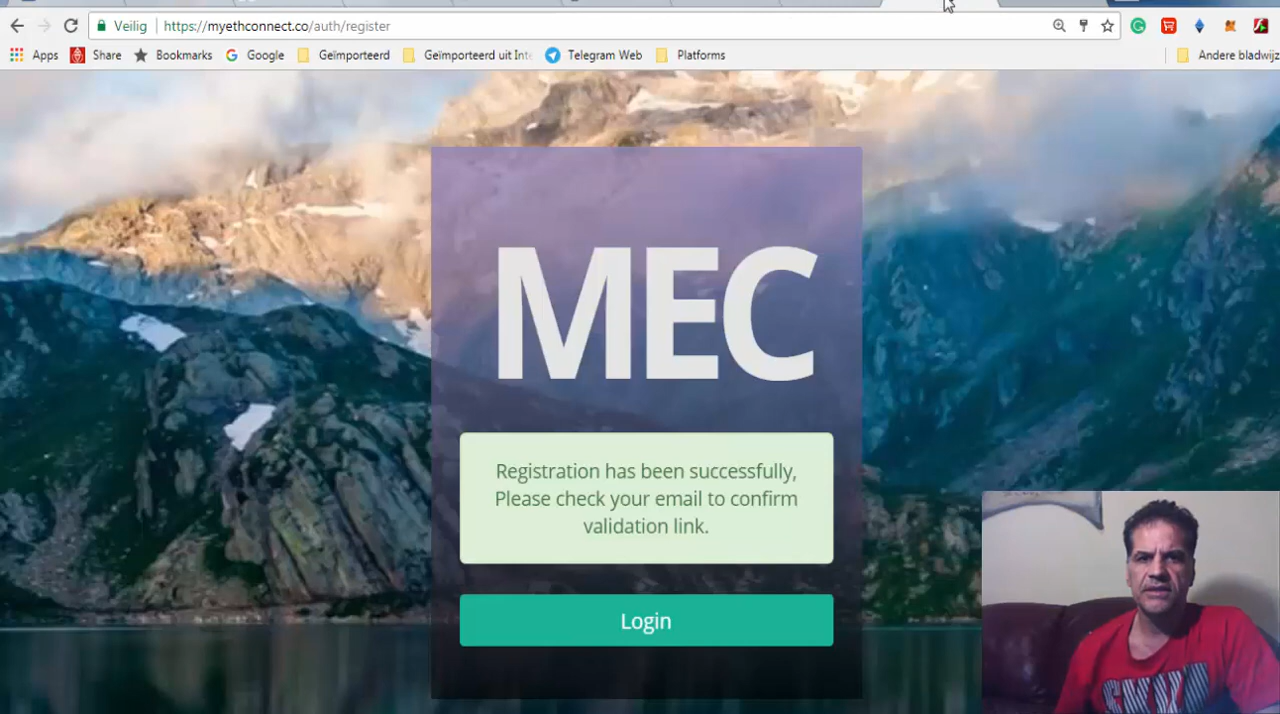 Veilig
https://myethconnect.co/auth/register
Apps
Share
Bookmarks
Google
Geïmporteerd
Geïmporteerd uit Int
Telegram Web
Platforms
Andere bladwijz
MEC
Registration has been successfully,
Please check your email to confirm
validation link.
Login